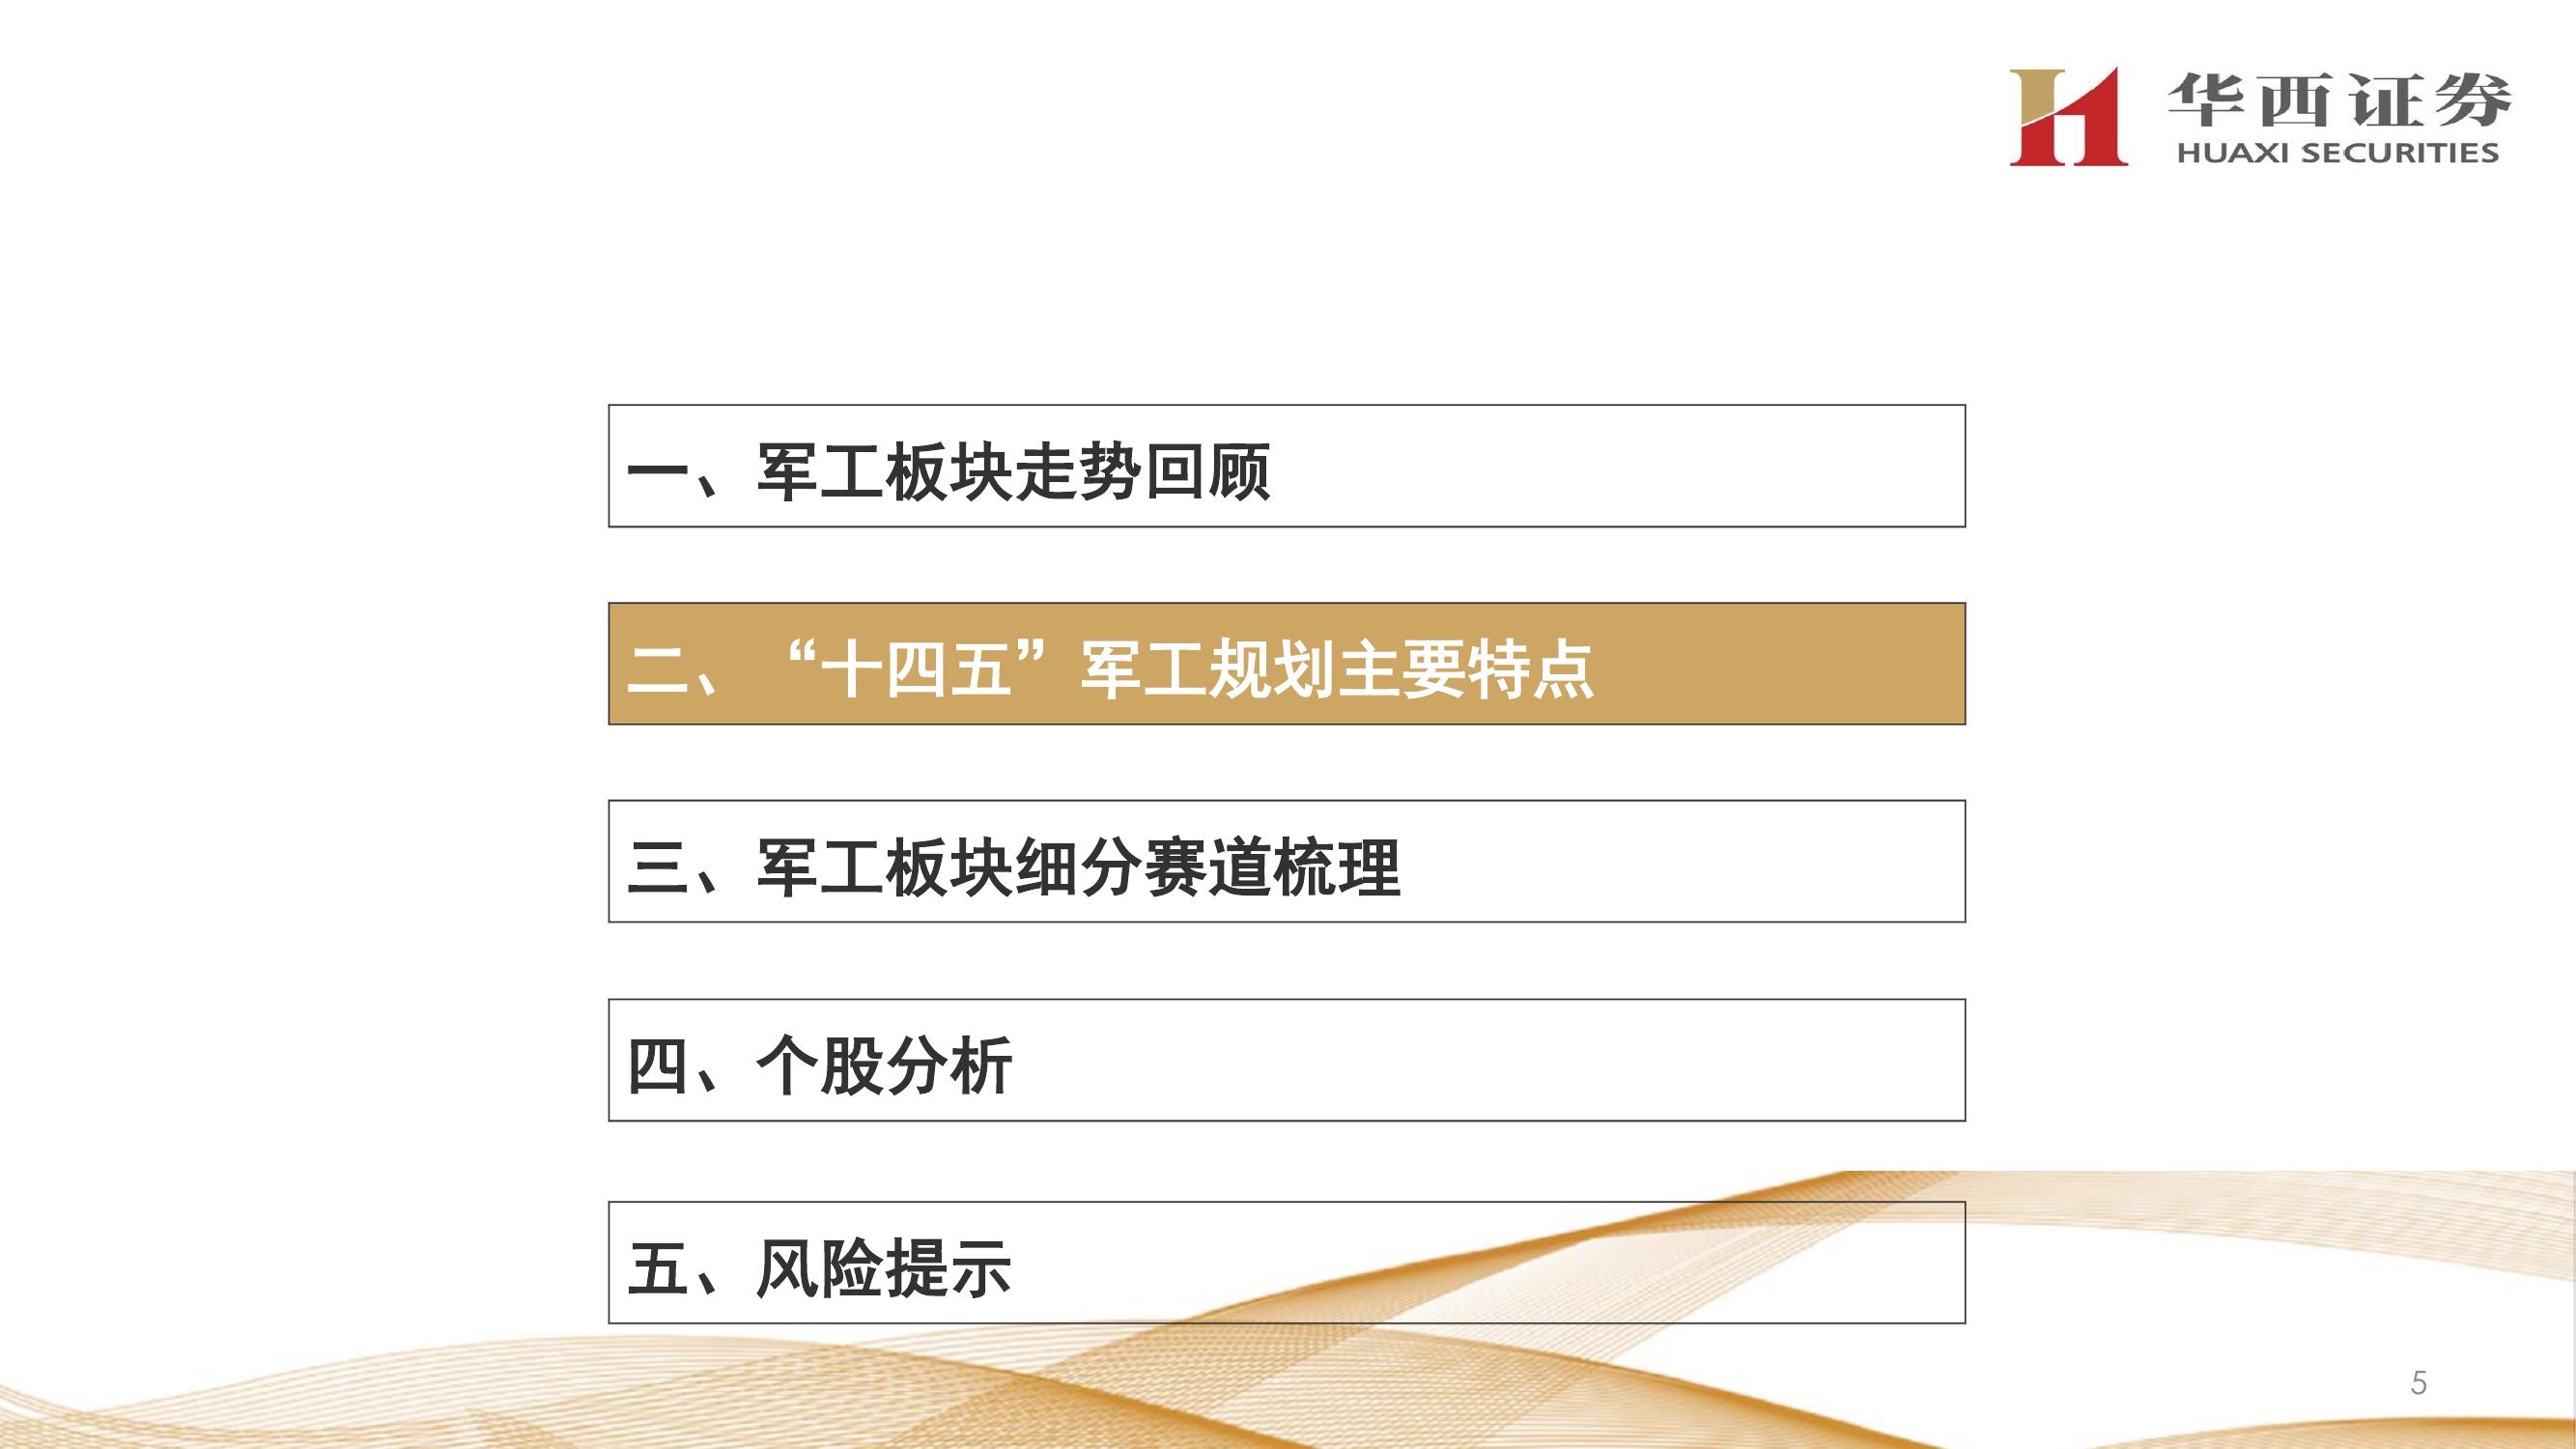 华西证券
HUAXI SECURITIES
一、军工板块走势回顾
二、“十四五”军工规划主要特点
三、军工板块细分赛道梳理
四、个股分析
五、风险提示
5